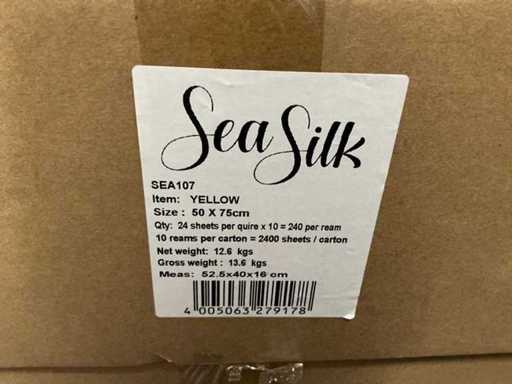 Sea Silk
SEA107
Item: YELLOW
Size : 50 X 75cm
Qty: 24 sheets per quire x 10 = 240 per ream
10 reams per carton = 2400 sheets / carton
Net weight: 12.6 kgs
Gross weight : 13.6 kgs
Meas: 52.5x40x16 cm
4 005063 279178